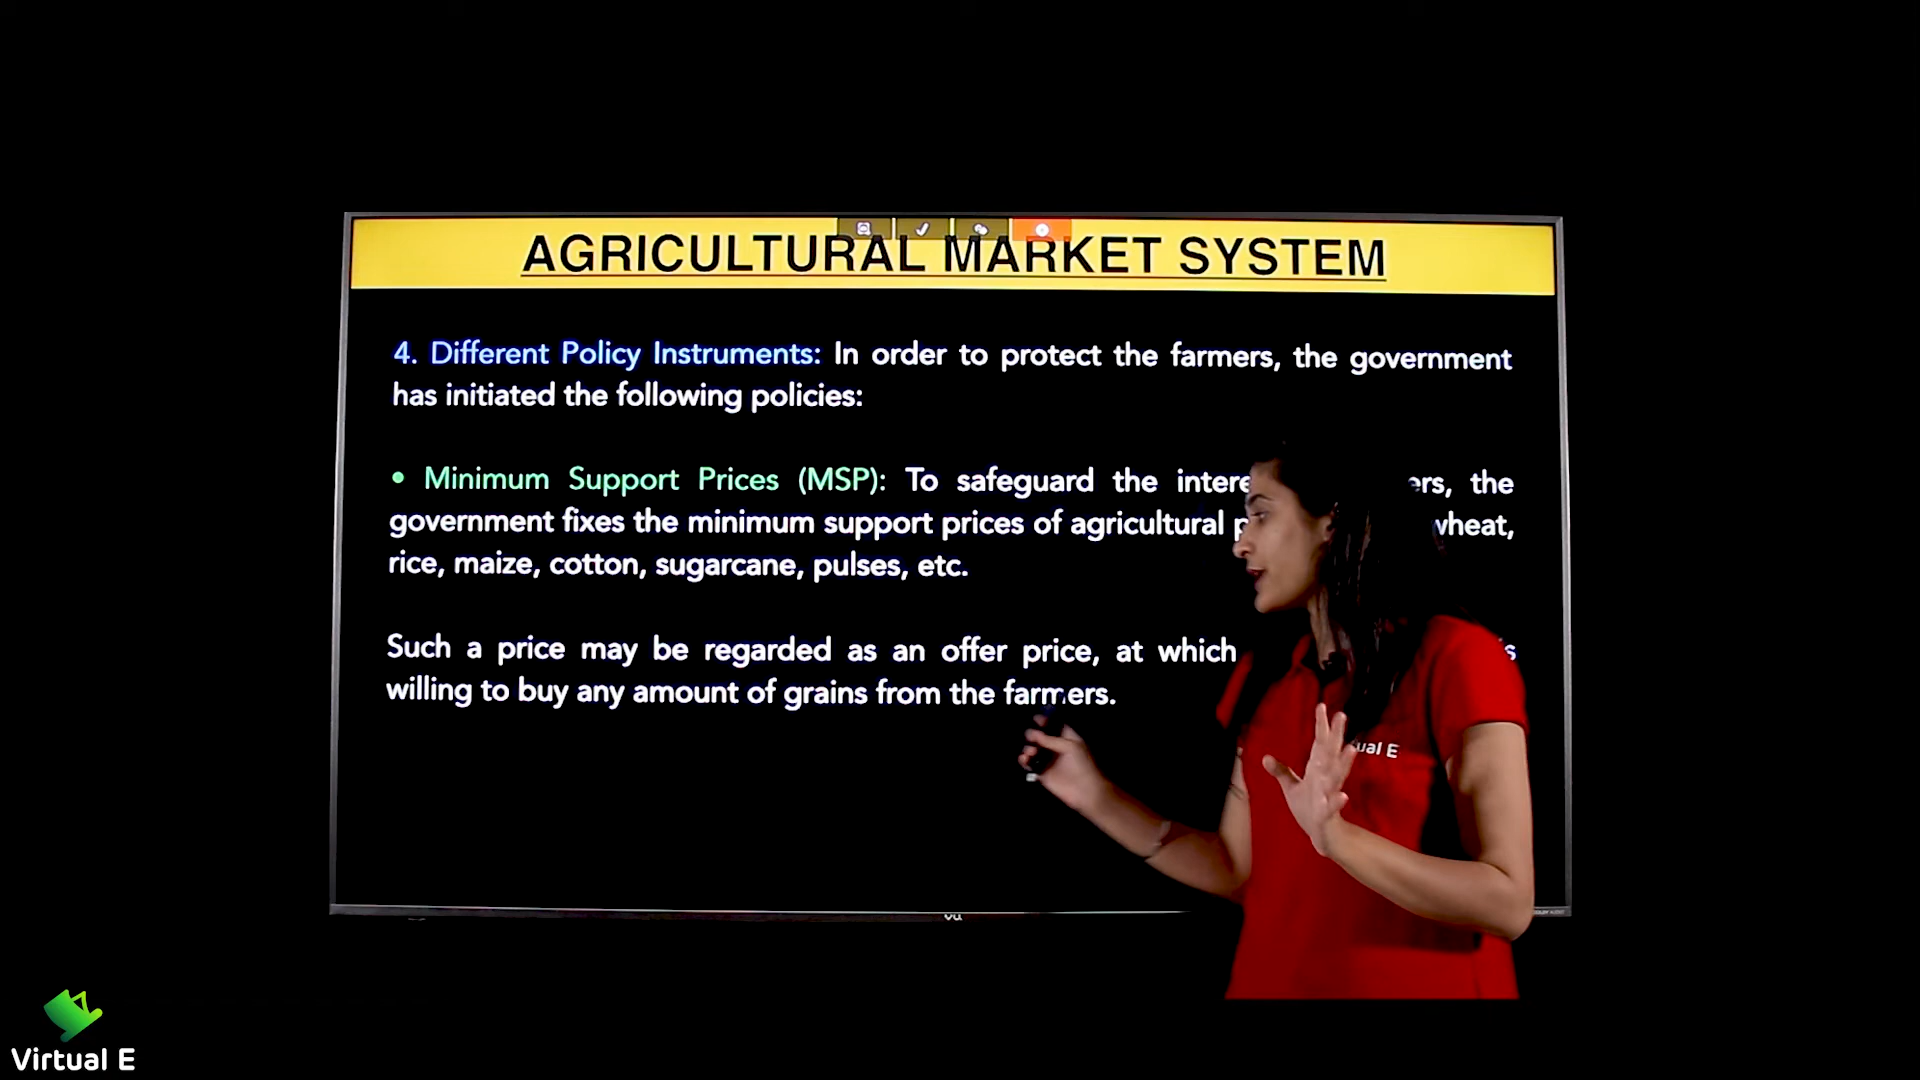 AGRICULTURAL MARKET SYSTEM
4. Different Policy Instruments: In order to protect the farmers, the government
has initiated the following policies:
• Minimum Support Prices (MSP): To safeguard the the
government fixes the minimum support prices of agricultural wheat,
rice, maize, cotton, sugarcane, pulses, etc.
Such a price may be regarded as an offer price, at which
willing to buy any amount of grains from the farmers.
E
Vu
Virtual E